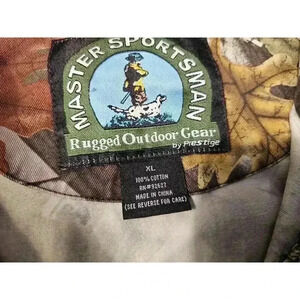 MASTER SPORTSMAN
Rugged Outdoor Gear
by Prestige
XL
100% COTTON
RN#92627
MADE IN CHINA
(SEE REVERSE FOR CARE)